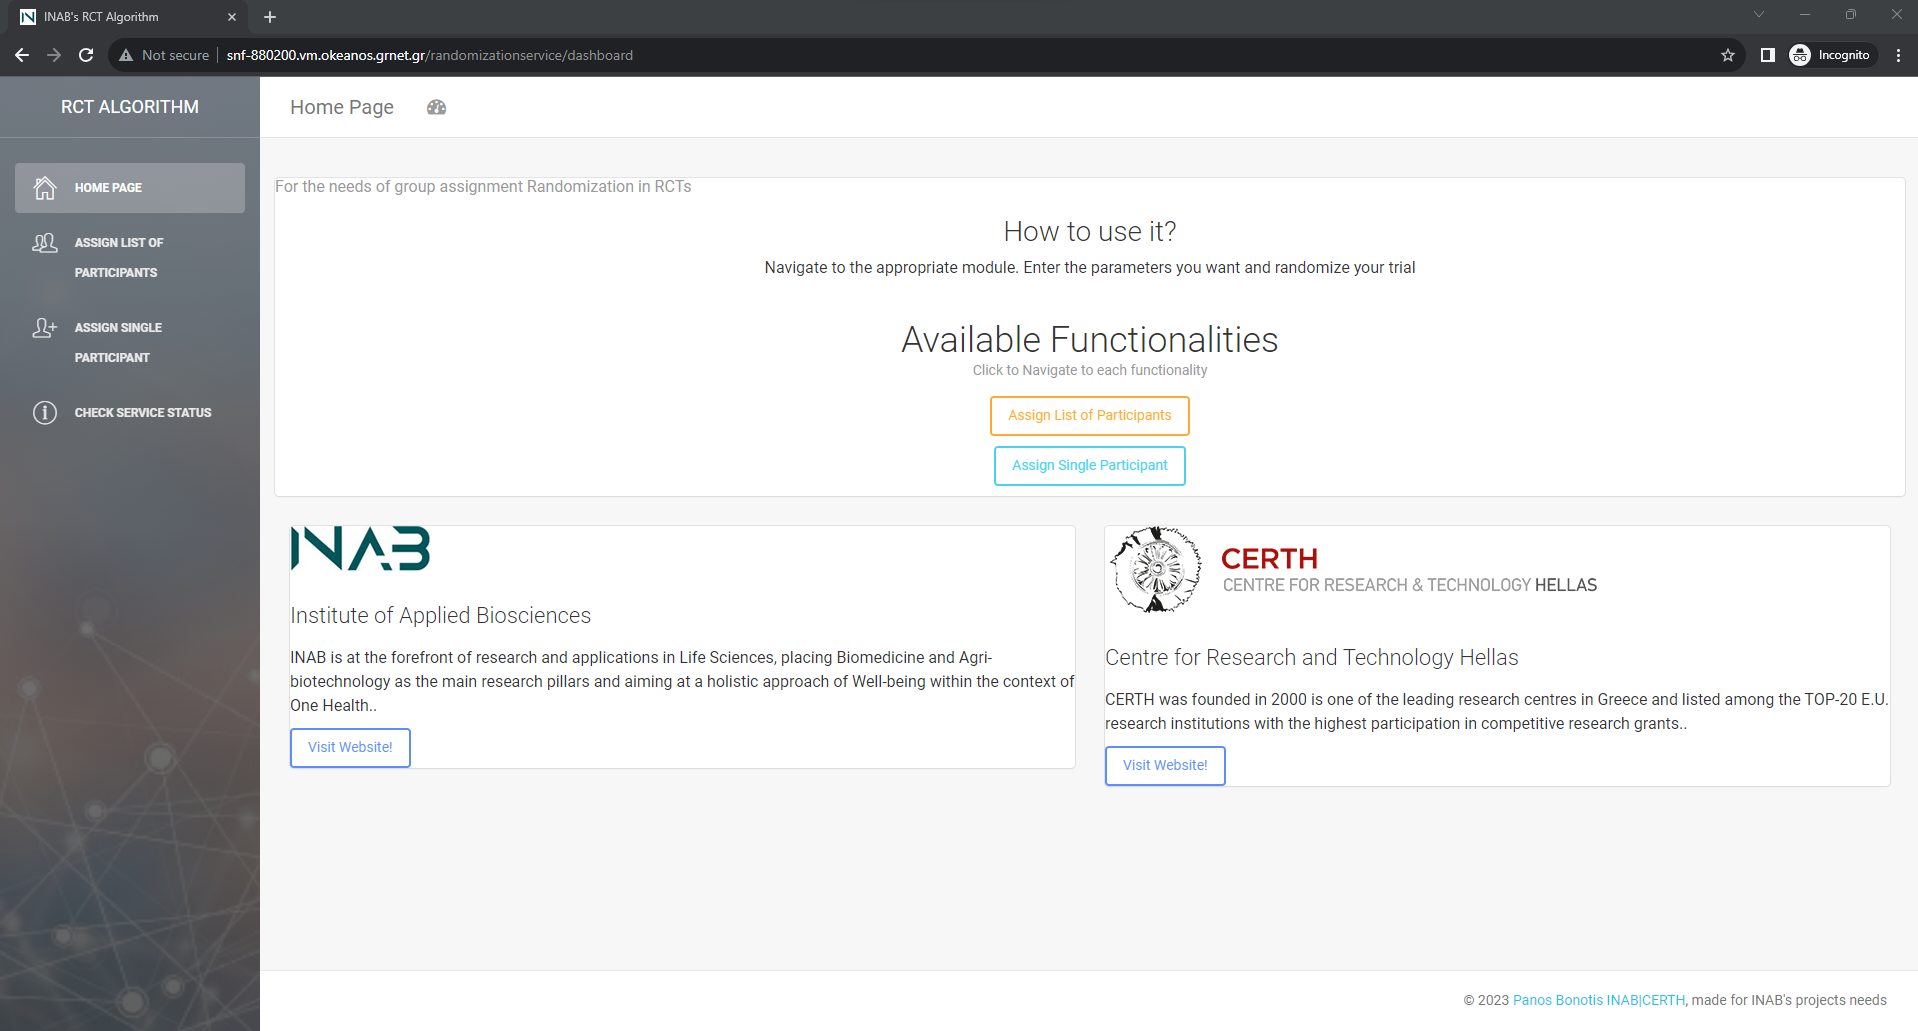 INAB's RCT Algorithm
Not secure
snf-880200.vm.okeanos.grnet.gr/randomizationservice/dashboard
Incognito
RCT ALGORITHM
Home Page
HOME PAGE
ASSIGN LIST OF
PARTICIPANTS
ASSIGN SINGLE
PARTICIPANT
CHECK SERVICE STATUS
For the needs of group assignment Randomization in RCTs
How to use it?
Navigate to the appropriate module. Enter the parameters you want and randomize your trial
Available Functionalities
Click to Navigate to each functionality
Assign List of Participants
Assign Single Participant
INAB
Institute of Applied Biosciences
INAB is at the forefront of research and applications in Life Sciences, placing Biomedicine and Agri-
biotechnology as the main research pillars and aiming at a holistic approach of Well-being within the context of
One Health..
Visit Website!
CERTH
CENTRE FOR RESEARCH & TECHNOLOGY HELLAS
Centre for Research and Technology Hellas
CERTH was founded in 2000 is one of the leading research centres in Greece and listed among the TOP-20 E.U.
research institutions with the highest participation in competitive research grants..
Visit Website!
© 2023 Panos Bonotis INAB|CERTH, made for INAB's projects needs